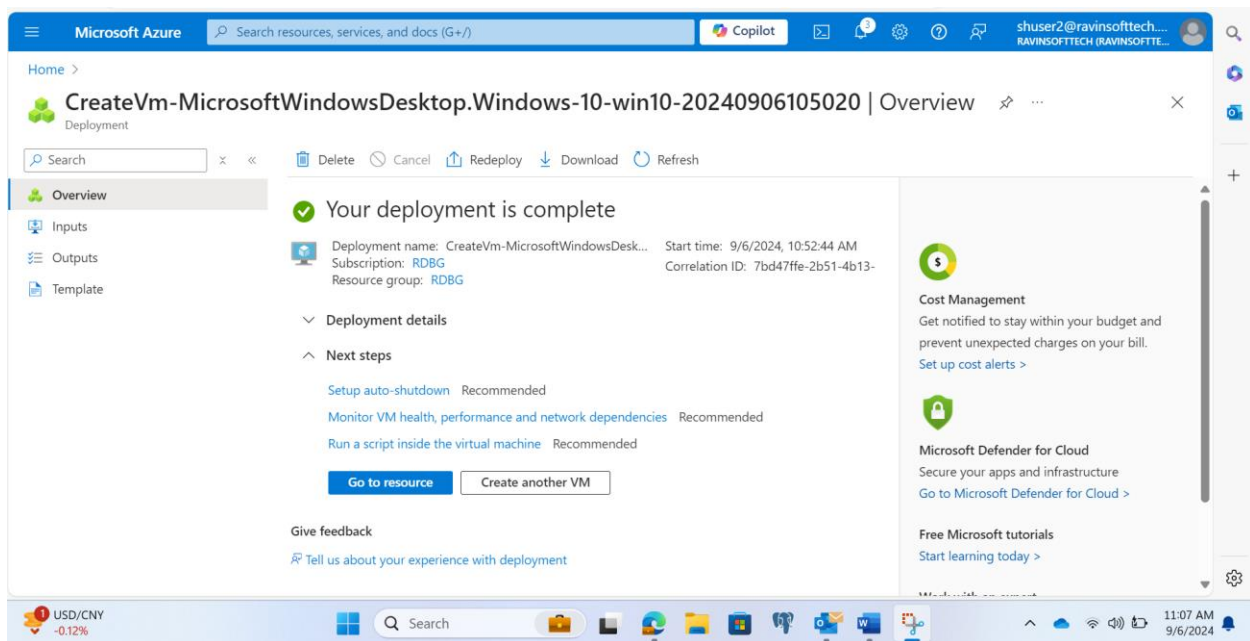 Microsoft Azure
Search resources, services, and docs (G+/)
Copilot
3
shuser2@ravinsofttech....
RAVINSOFTTECH (RAVINSOFTTE...
Home >
CreateVm-MicrosoftWindowsDesktop.Windows-10-win10-20240906105020 | Overview
Deployment
Search
Delete Cancel Redeploy Download Refresh
Overview
Inputs
Outputs
Template
Your deployment is complete
Deployment name: CreateVm-MicrosoftWindowsDesk...
Subscription: RDBG
Resource group: RDBG
Start time: 9/6/2024, 10:52:44 AM
Correlation ID: 7bd47ffe-2b51-4b13-
Deployment details
Next steps
Setup auto-shutdown Recommended
Monitor VM health, performance and network dependencies Recommended
Run a script inside the virtual machine Recommended
Go to resource Create another VM
Give feedback
Tell us about your experience with deployment
Cost Management
Get notified to stay within your budget and
prevent unexpected charges on your bill.
Set up cost alerts >
Microsoft Defender for Cloud
Secure your apps and infrastructure
Go to Microsoft Defender for Cloud >
Free Microsoft tutorials
Start learning today >
Work with an expert
1
USD/CNY
-0.12%
Search
11:07 AM
9/6/2024